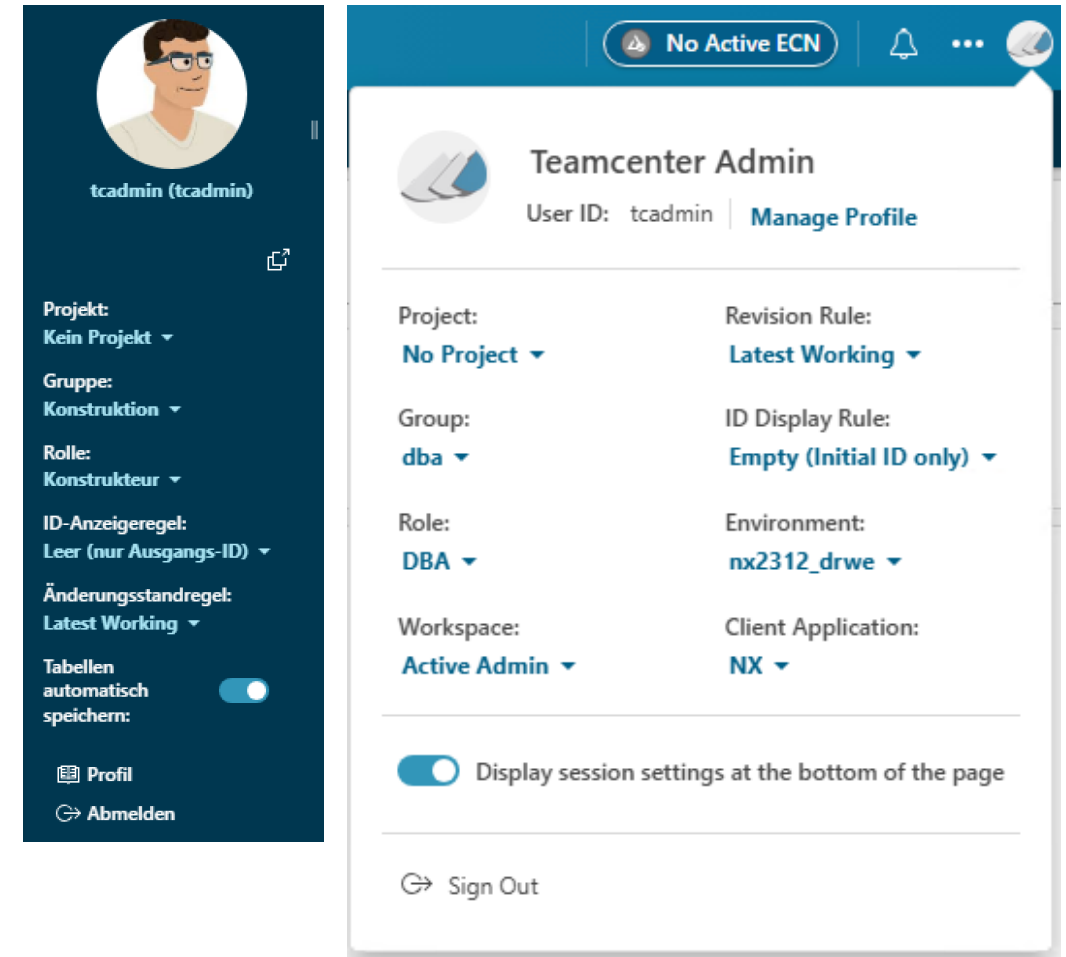 tcadmin (tcadmin)
Projekt:
Kein Projekt
Gruppe:
Konstruktion
Rolle:
Konstrukteur
ID-Anzeigeregel:
Leer (nur Ausgangs-ID)
Änderungsstandregel:
Latest Working
Tabellen
automatisch
speichern:
Profil
Abmelden
No Active ECN
Teamcenter Admin
User ID: tcadmin Manage Profile
Project:
No Project
Revision Rule:
Latest Working
Group:
dba
ID Display Rule:
Empty (Initial ID only)
Role:
DBA
Environment:
nx2312_drwe
Workspace:
Active Admin
Client Application:
NX
Display session settings at the bottom of the page
Sign Out